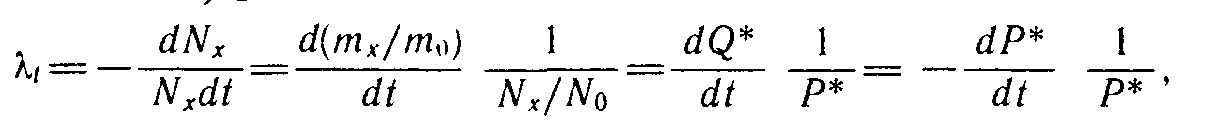 λ_t = −dN_x/(N_x dt) = d(m_x/m_0)/dt · 1/(N_x/N_0) = dQ*/dt 1/P* = −dP*/dt 1/P*,